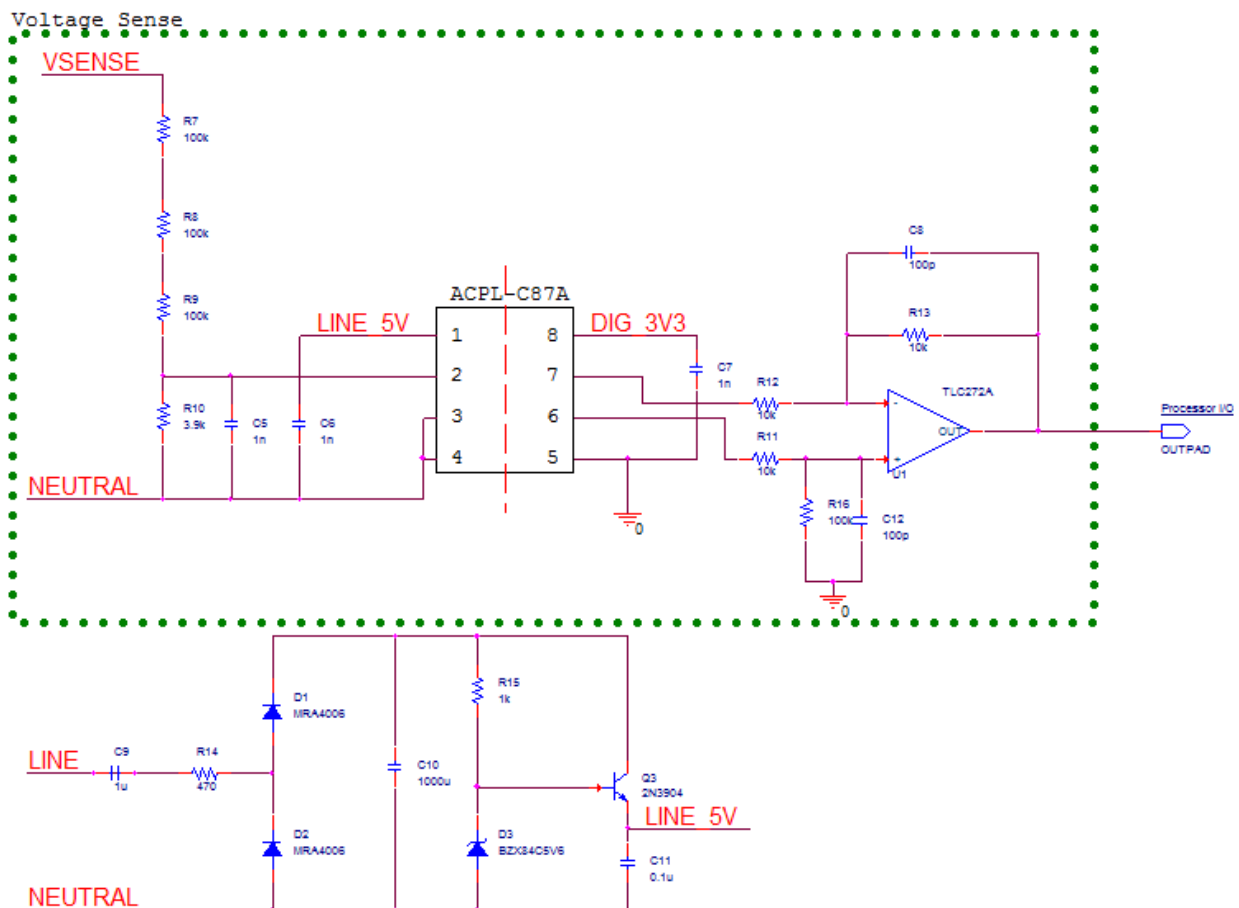 Voltage Sense
VSENSE
R7
100k
R8
100k
R9
100k
R10
3.9k
C5
1n
C6
1n
NEUTRAL
LINE_5V
ACPL-C87A
1 8
2 7
3 6
4 5
DIG_3V3
C7
1n
0
R12
10k
R11
10k
C8
100p
R13
10k
TLC272A
-
OUT
+
U1
R16
100k
C12
100p
0
Processor I/O
OUTPAD
LINE
C9
1u
R14
470
D1
MRA4006
D2
MRA4006
NEUTRAL
C10
1000u
R15
1k
D3
BZX84C5V6
Q3
2N3904
LINE_5V
C11
0.1u